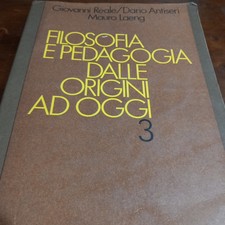 Giovanni Reale/Dario Antiseri
Mauro Laeng
FILOSOFIA
E PEDAGOGIA
DALLE
ORIGINI
AD OGGI
3